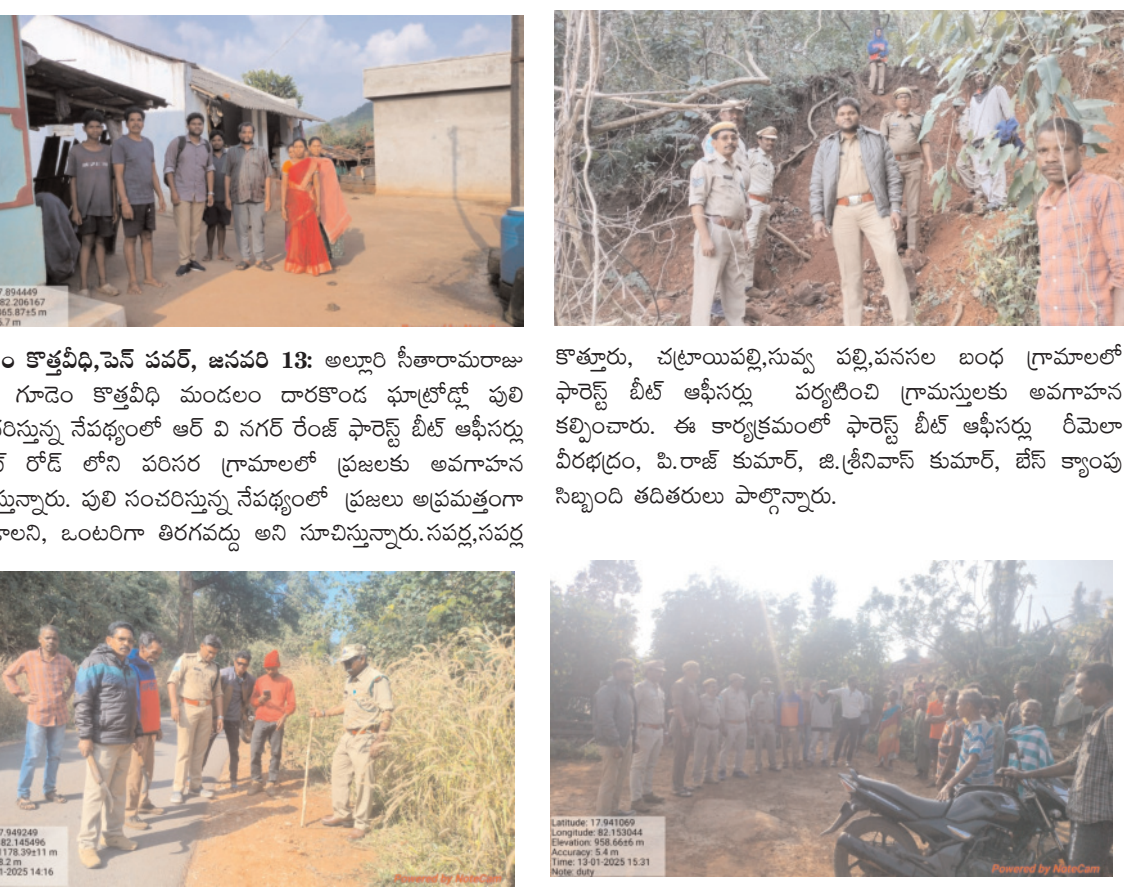 7.894449
82.206167
365.87±5 m
5.7 m
కొత్తవీధి,పెన్ పవర్, జనవరి 13: అల్లూరి సీతారామరాజు
గూడెం కొత్తవీధి మండలం దారకొండ ఘాట్రోడ్లో పులి
నేపథ్యంలో ఆర్ వి నగర్ రేంజ్ ఫారెస్ట్ బీట్ ఆఫీసర్లు
రోడ్ లోని పరిసర గ్రామాలలో ప్రజలకు అవగాహన
పులి సంచరిస్తున్న నేపథ్యంలో ప్రజలు అప్రమత్తంగా
ఒంటరిగా తిరగవద్దు అని సూచిస్తున్నారు.సపర్ల,సపర్ల
కొత్తూరు, చట్రాయిపల్లి,సువ్వ పల్లి,పనసల బంధ గ్రామాలలో
ఫారెస్ట్ బీట్ ఆఫీసర్లు పర్యటించి గ్రామస్తులకు అవగాహన
కల్పించారు. ఈ కార్యక్రమంలో ఫారెస్ట్ బీట్ ఆఫీసర్లు రీమెలా
వీరభద్రం, పి.రాజ్ కుమార్, జి.శ్రీనివాస్ కుమార్, బేస్ క్యాంపు
సిబ్బంది తదితరులు పాల్గొన్నారు.
7.949249
82.145496
1178.39±11 m
8.2 m
1-2025 14:16
Powered by NoteCam
Latitude: 17.941069
Longitude: 82.153044
Elevation: 958.66±6 m
Accuracy: 5.4 m
Time: 13-01-2025 15:31
Note: duty
Powered by NoteCam